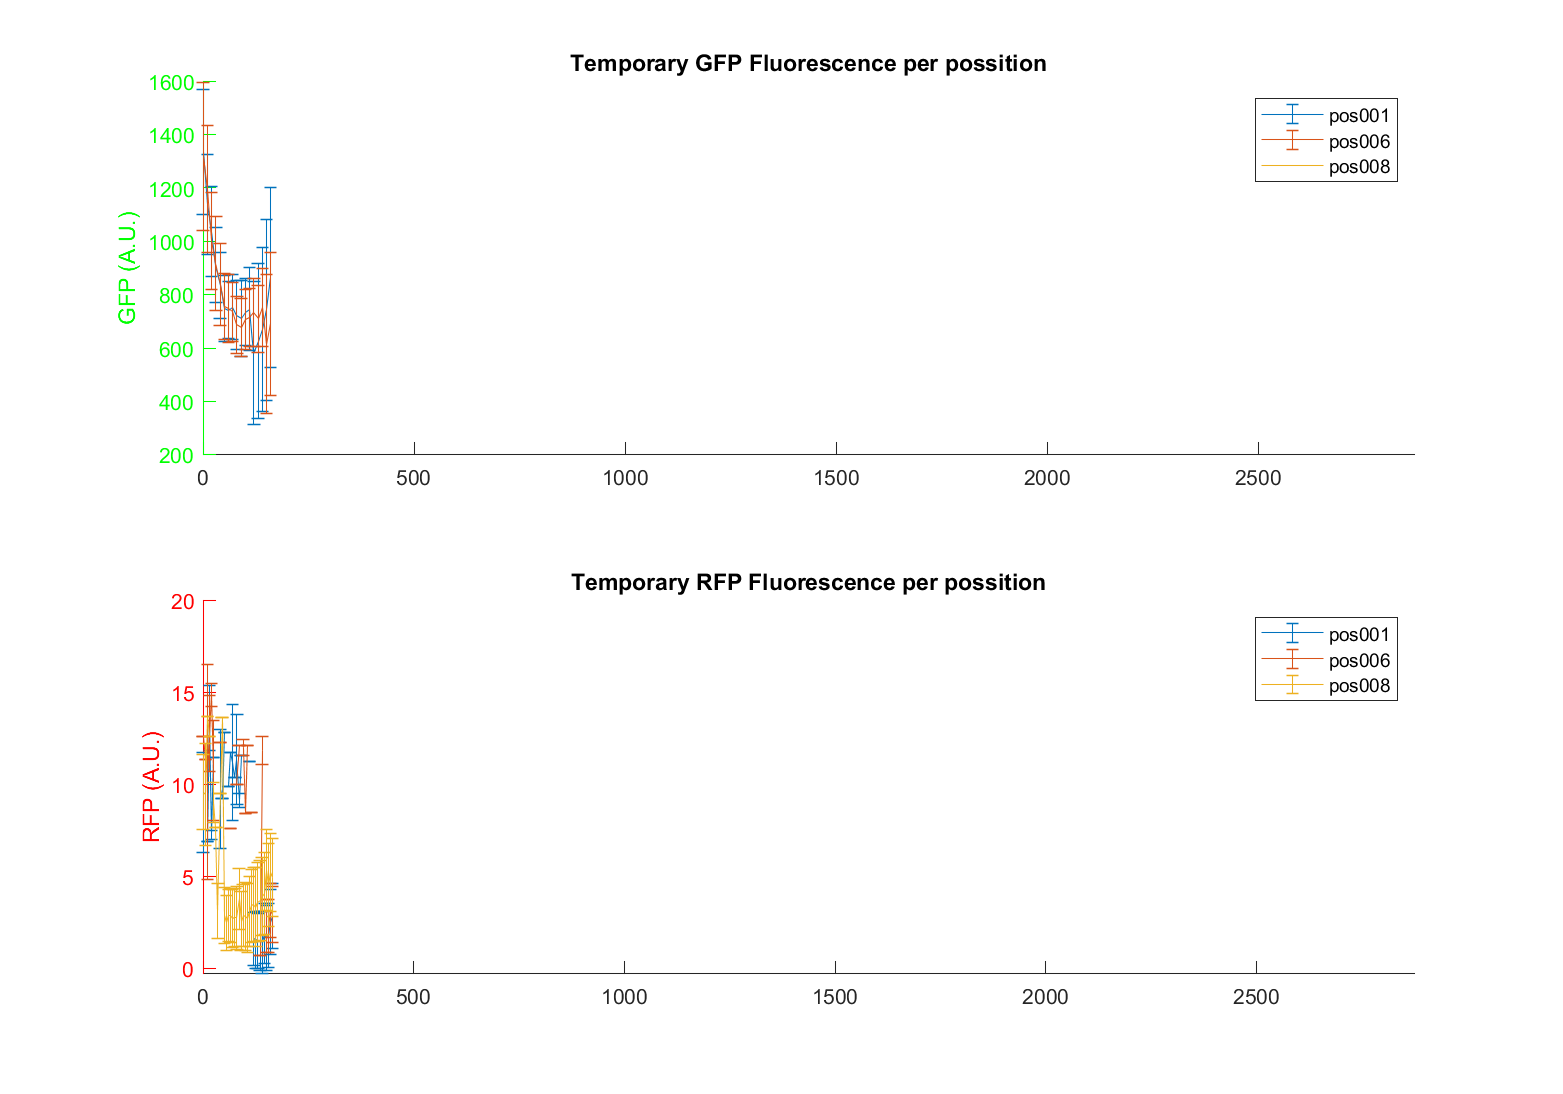 Temporary GFP Fluorescence per possition
1600
1400
1200
1000
800
600
400
200
GFP (A.U.)
pos001
pos006
pos008
0 500 1000 1500 2000 2500
Temporary RFP Fluorescence per possition
20
15
10
5
0
RFP (A.U.)
pos001
pos006
pos008
0 500 1000 1500 2000 2500